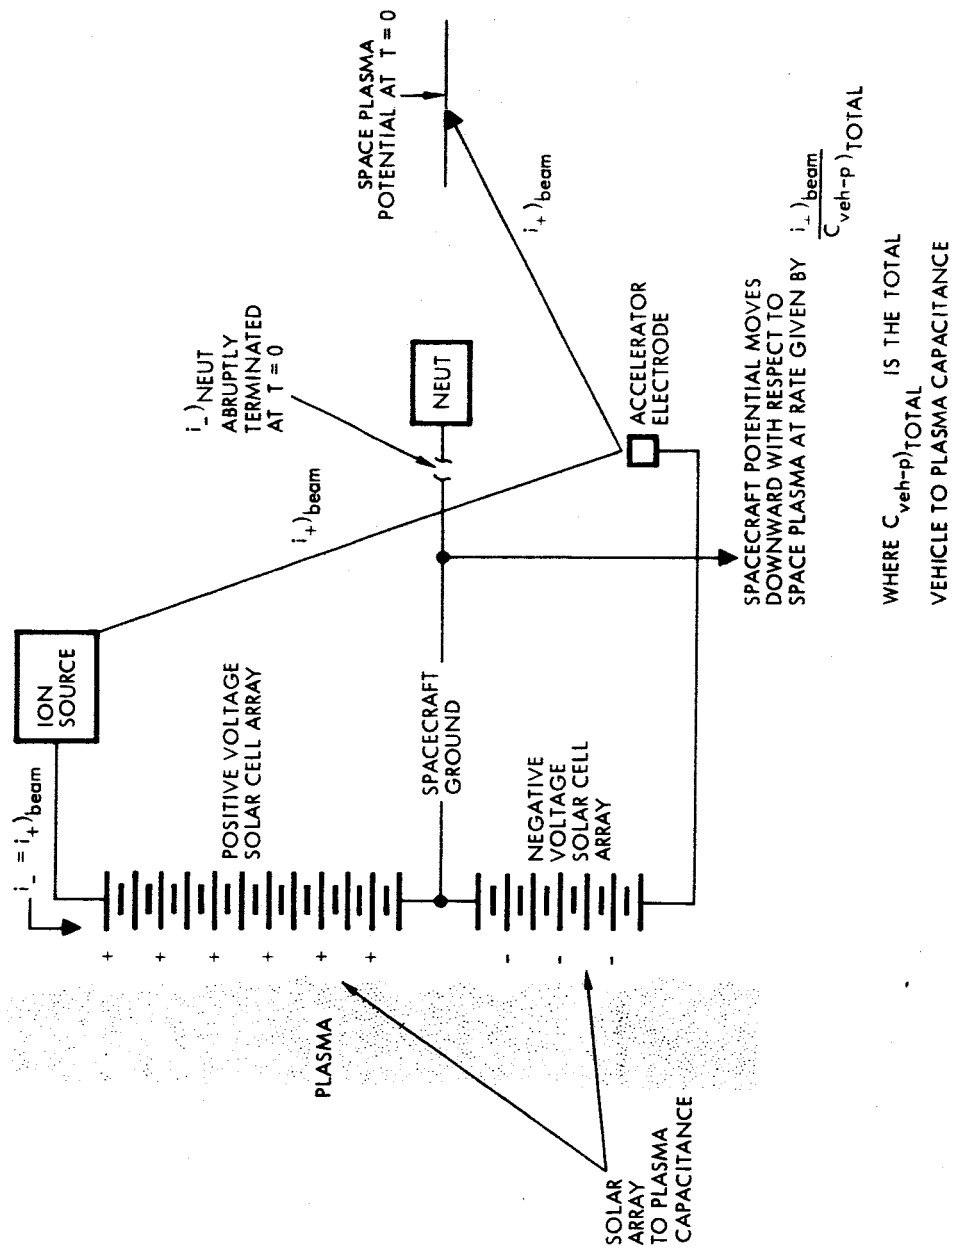 i_ = i+)beam
ION
SOURCE
i_)NEUT
ABRUPTLY
TERMINATED
AT T = 0
SPACE PLASMA
POTENTIAL AT T = 0
i+)beam
i+)beam
POSITIVE VOLTAGE
SOLAR CELL ARRAY
+
+
+
+
+
+
PLASMA
SPACECRAFT
GROUND
NEUT
NEGATIVE
VOLTAGE
SOLAR CELL
ARRAY
-
-
-
ACCELERATOR
ELECTRODE
SOLAR
ARRAY
TO PLASMA
CAPACITANCE
SPACECRAFT POTENTIAL MOVES
DOWNWARD WITH RESPECT TO
SPACE PLASMA AT RATE GIVEN BY i+)beam
Cveh-p)TOTAL
WHERE Cveh-p)TOTAL IS THE TOTAL
VEHICLE TO PLASMA CAPACITANCE